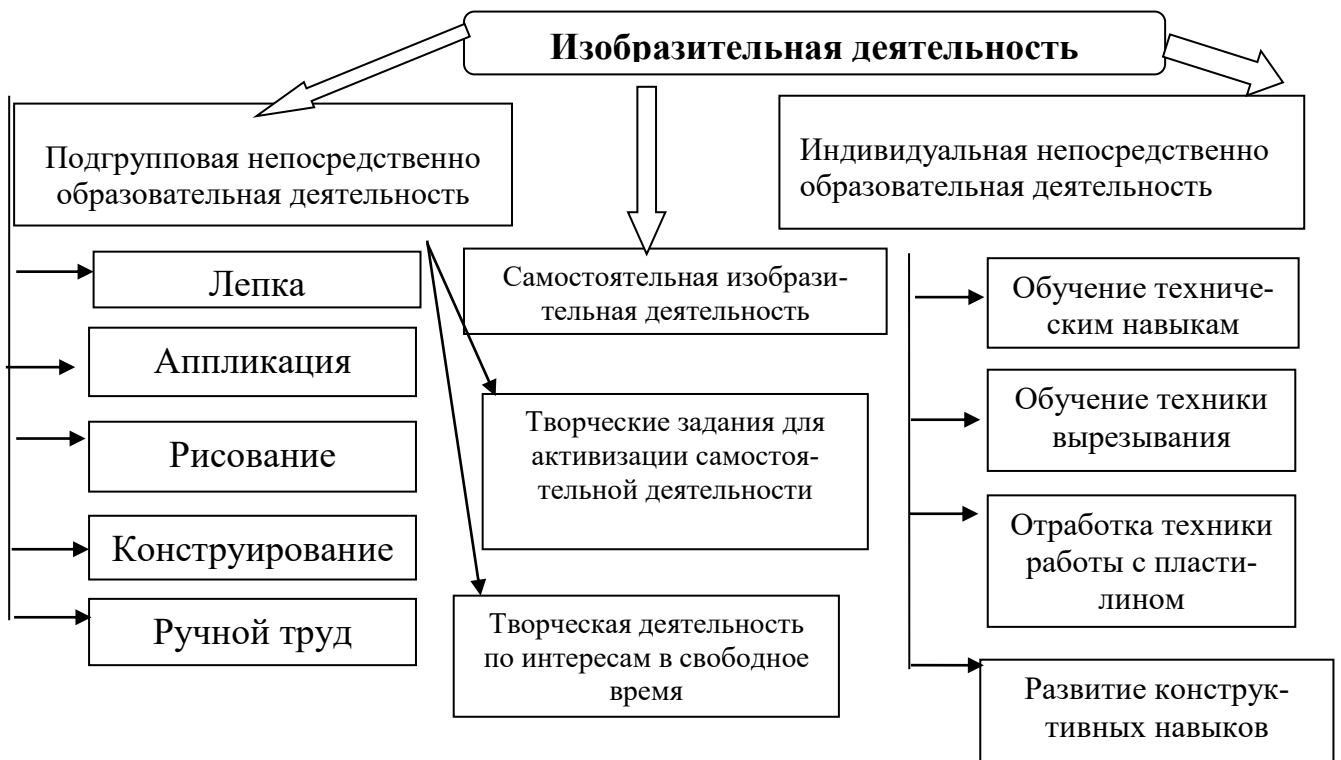 Изобразительная деятельность
Подгрупповая непосредственно
образовательная деятельность
Индивидуальная непосредственно
образовательная деятельность
Лепка
Аппликация
Рисование
Конструирование
Ручной труд
Самостоятельная изобрази-
тельная деятельность
Творческие задания для
активизации самостоя-
тельной деятельности
Творческая деятельность
по интересам в свободное
время
Обучение техниче-
ским навыкам
Обучение техники
вырезывания
Отработка техники
работы с пласти-
лином
Развитие конструк-
тивных навыков